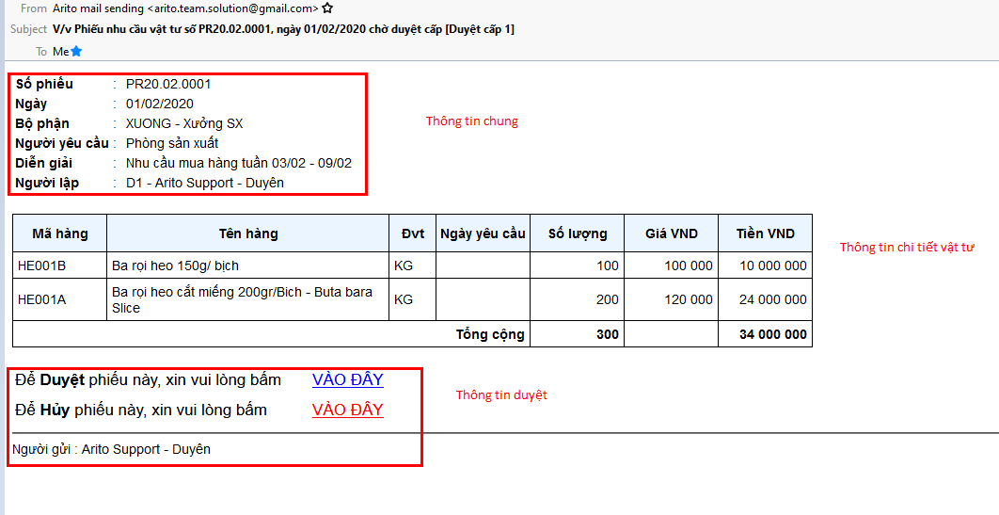 From Arito mail sending <arito.team.solution@gmail.com>
Subject V/v Phiếu nhu cầu vật tư số PR20.02.0001, ngày 01/02/2020 chờ duyệt cấp [Duyệt cấp 1]
To Me
Số phiếu : PR20.02.0001
Ngày : 01/02/2020
Bộ phận : XUONG - Xưởng SX
Người yêu cầu : Phòng sản xuất
Diễn giải : Nhu cầu mua hàng tuần 03/02 - 09/02
Người lập : D1 - Arito Support - Duyên
Thông tin chung
Mã hàng Tên hàng Đvt Ngày yêu cầu Số lượng Giá VND Tiền VND
HE001B Ba rọi heo 150g/ bịch KG 100 100 000 10 000 000
HE001A Ba rọi heo cắt miếng 200gr/Bich - Buta bara KG 200 120 000 24 000 000
Slice
Tổng cộng 300 34 000 000
Thông tin chi tiết vật tư
Để Duyệt phiếu này, xin vui lòng bấm VÀO ĐÂY
Để Hủy phiếu này, xin vui lòng bấm VÀO ĐÂY
Thông tin duyệt
Người gửi : Arito Support - Duyên